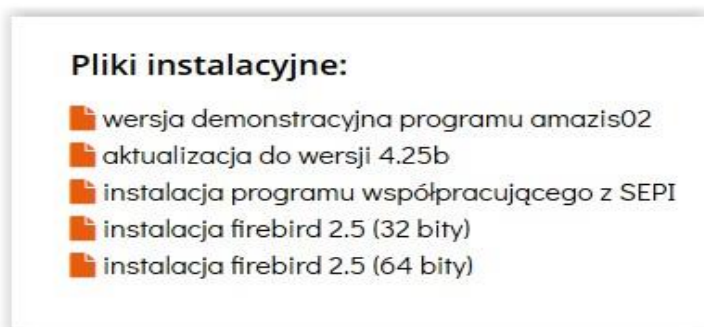 Pliki instalacyjne:
wersja demonstracyjna programu amazis02
aktualizacja do wersji 4.25b
instalacja programu współpracującego z SEPI
instalacja firebird 2.5 (32 bity)
instalacja firebird 2.5 (64 bity)